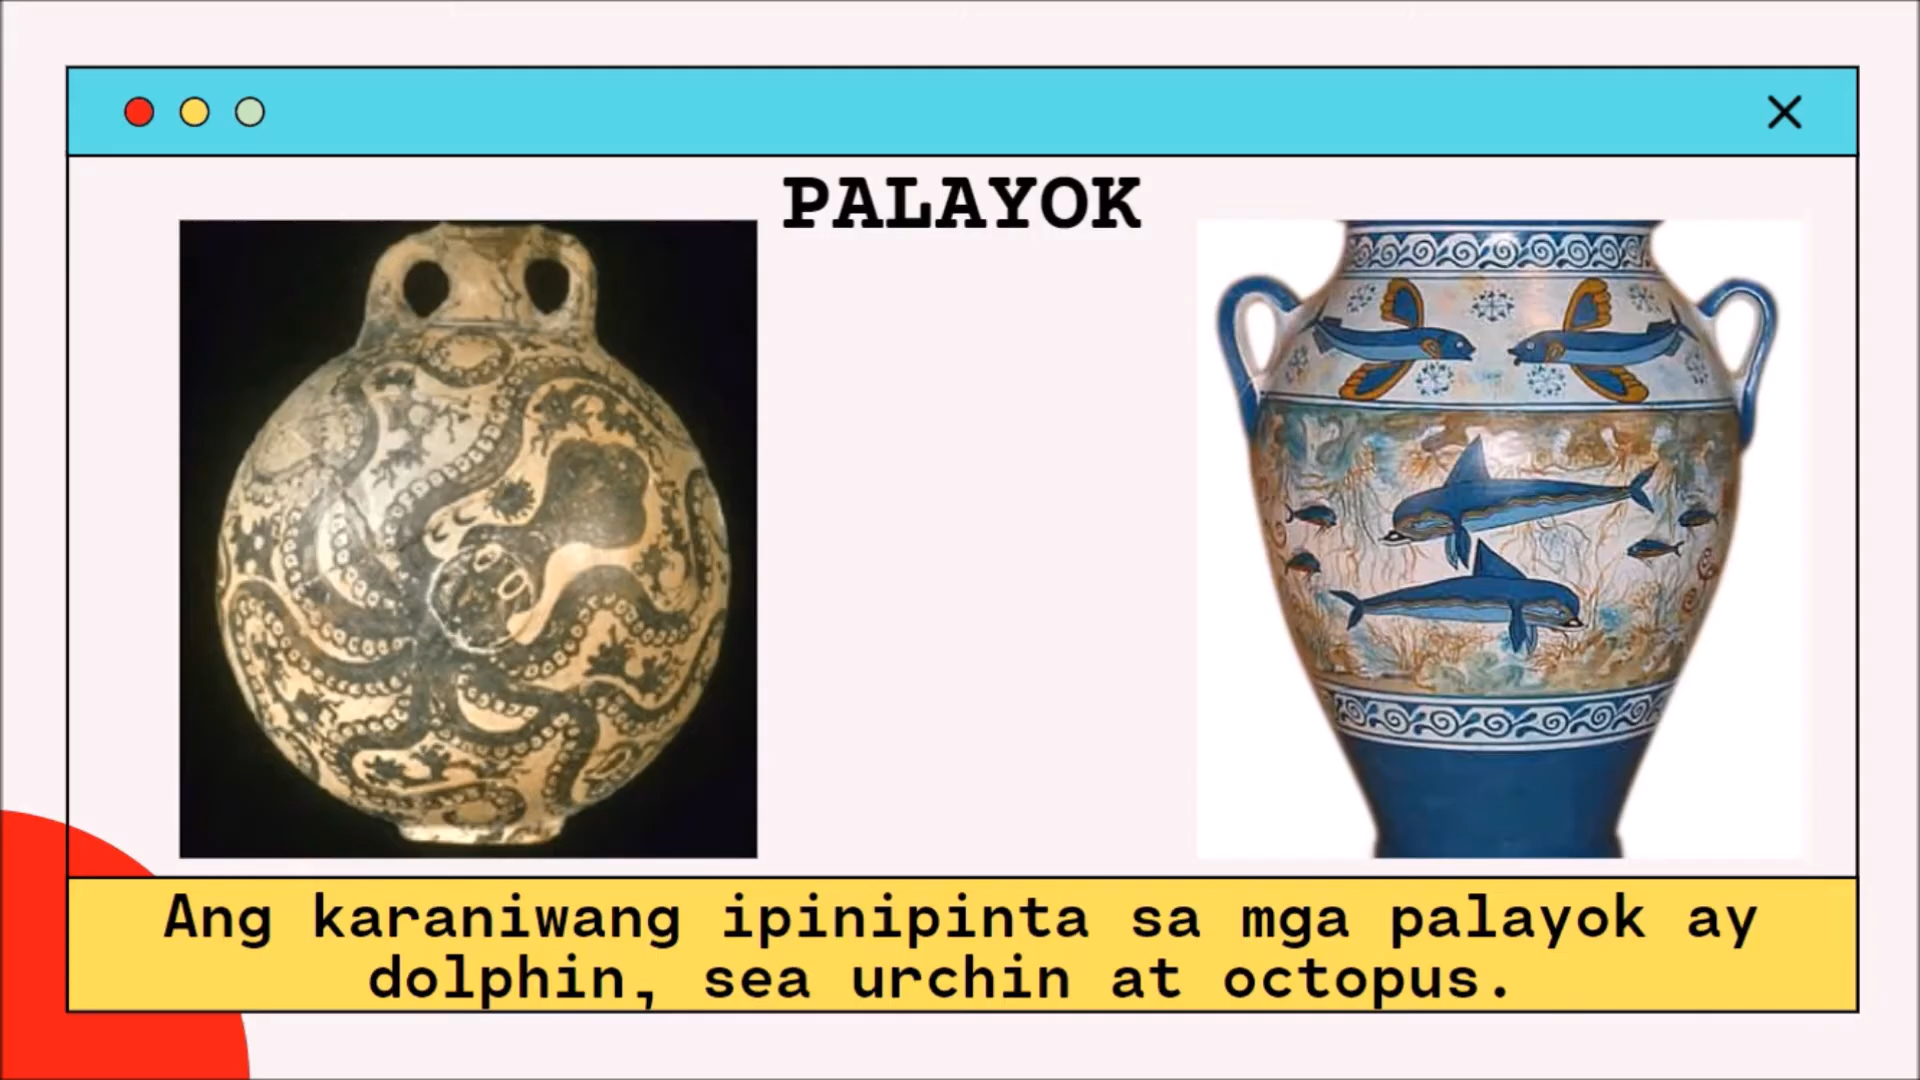 PALAYOK
Ang karaniwang ipinipinta sa mga palayok ay
dolphin, sea urchin at octopus.